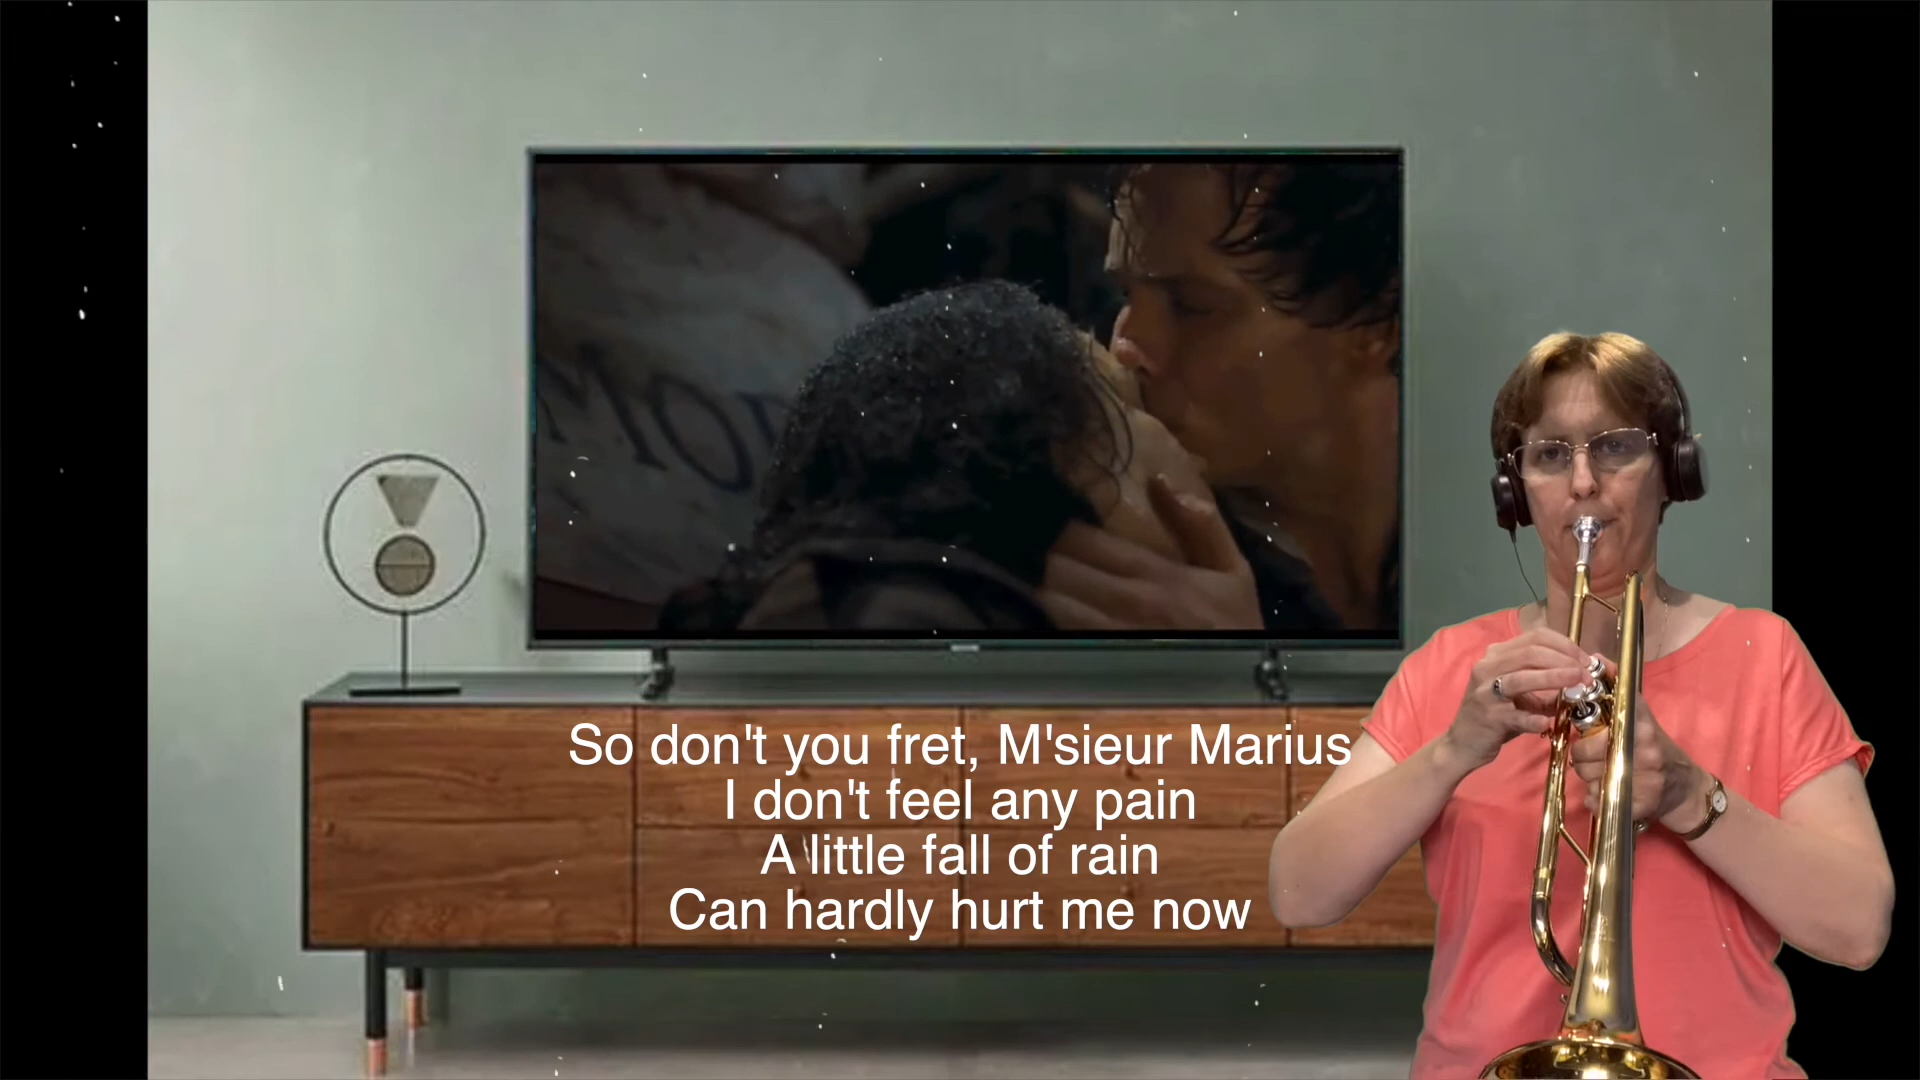 MOR
So don't you fret, M'sieur Marius
I don't feel any pain
A little fall of rain
Can hardly hurt me now